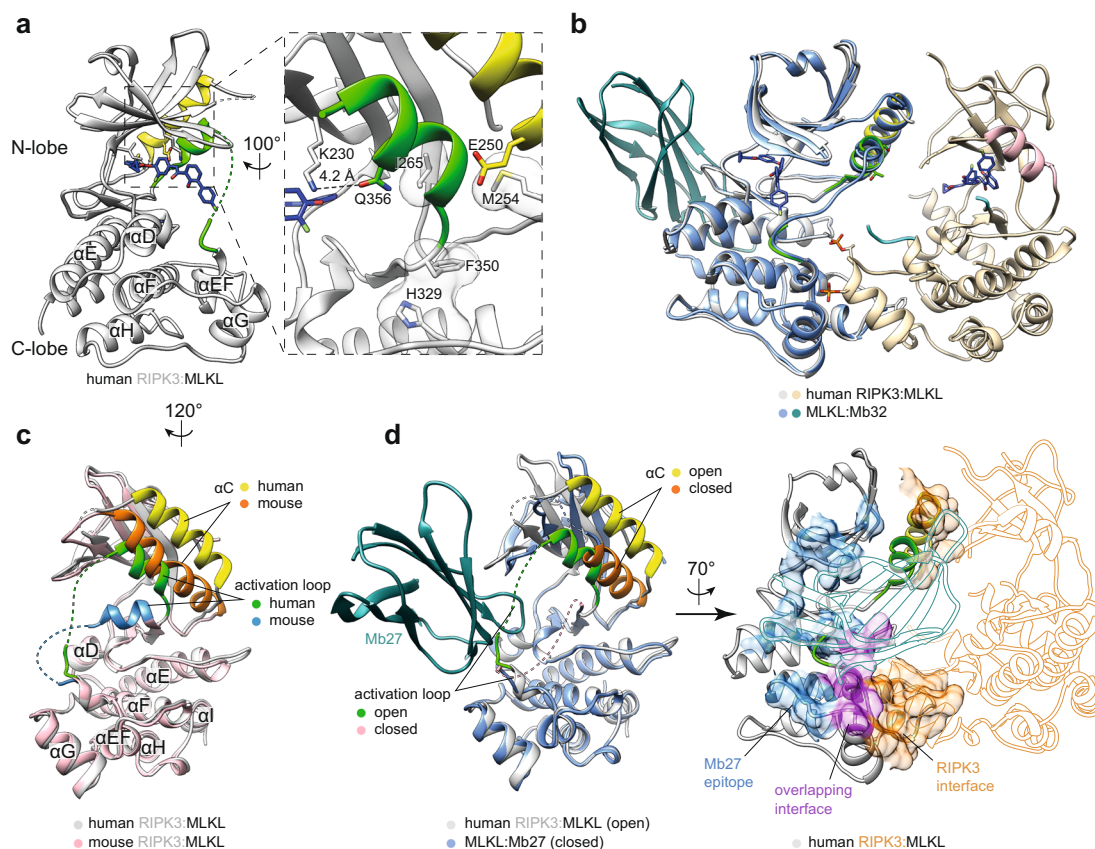 a
N-lobe
C-lobe
αD
αE
αF
αEF
αG
αH
human RIPK3:MLKL
100°
K230
4.2 Å
Q356
I265
E250
M254
F350
H329
b
human RIPK3:MLKL
MLKL:Mb32
120°
c
αC
human
mouse
activation loop
human
mouse
αD
αE
αF
αI
αG
αEF
αH
human RIPK3:MLKL
mouse RIPK3:MLKL
d
αC
open
closed
Mb27
activation loop
open
closed
human RIPK3:MLKL (open)
MLKL:Mb27 (closed)
70°
Mb27
epitope
overlapping
interface
RIPK3
interface
human RIPK3:MLKL